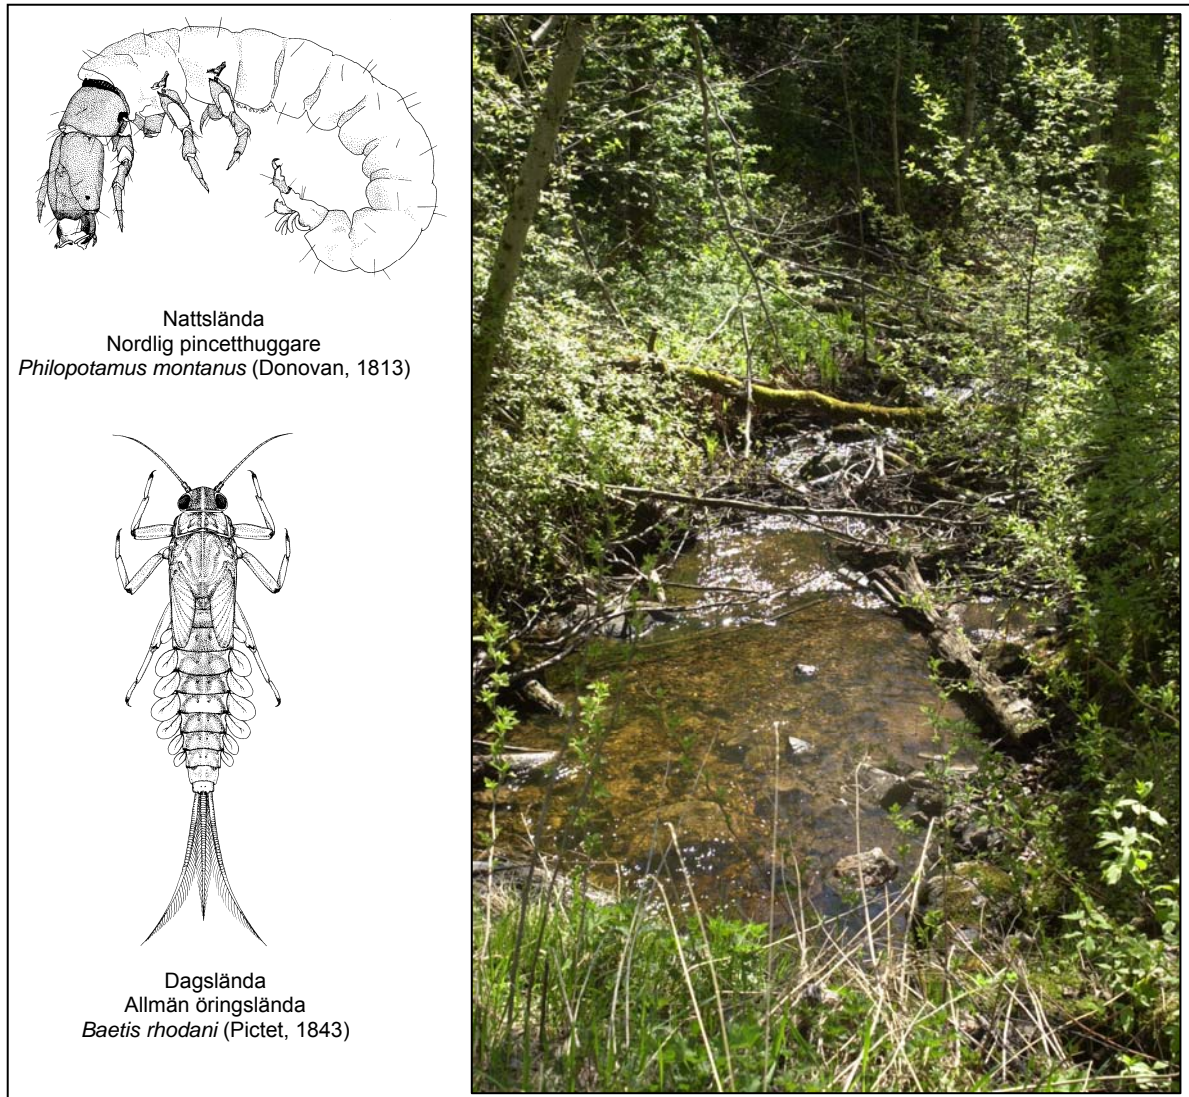 Nattslända
Nordlig pincetthuggare
Philopotamus montanus (Donovan, 1813)
Dagslända
Allmän öringslända
Baetis rhodani (Pictet, 1843)